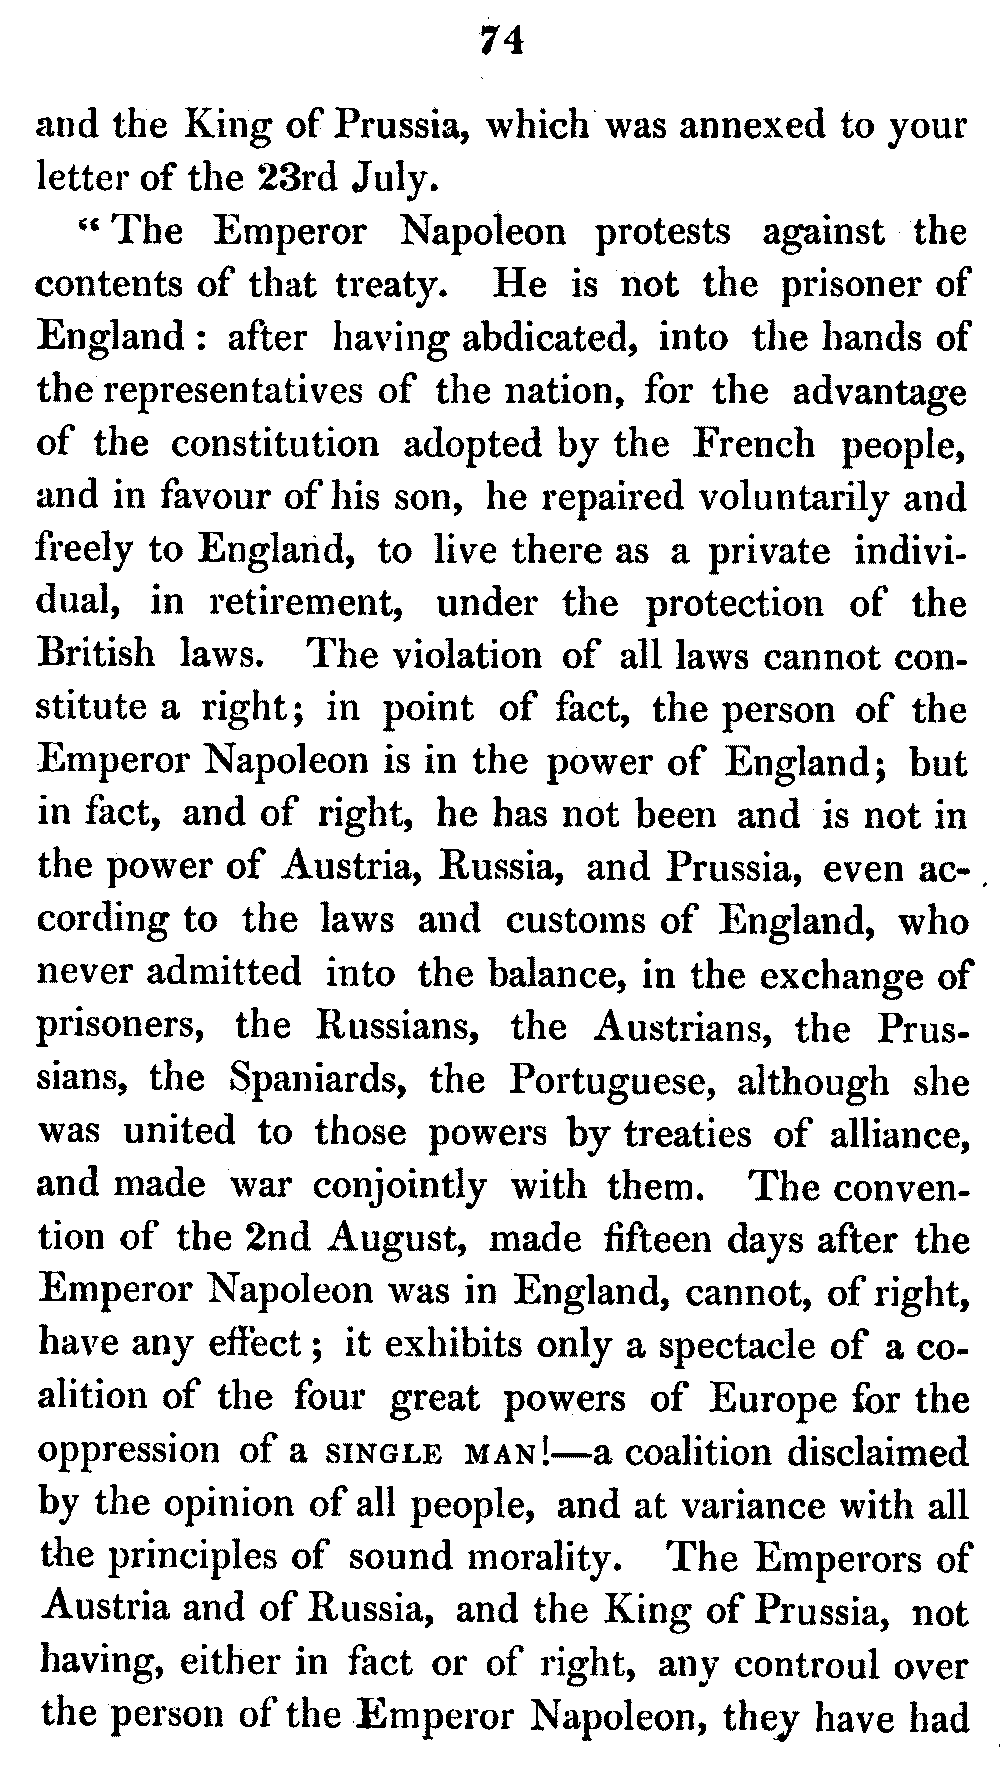 74
and the King of Prussia, which was annexed to your
letter of the 23rd July.
“ The Emperor Napoleon protests against the
contents of that treaty. He is not the prisoner of
England : after having abdicated, into the hands of
the representatives of the nation, for the advantage
of the constitution adopted by the French people,
and in favour of his son, he repaired voluntarily and
freely to England, to live there as a private indivi-
dual, in retirement, under the protection of the
British laws. The violation of all laws cannot con-
stitute a right; in point of fact, the person of the
Emperor Napoleon is in the power of England; but
in fact, and of right, he has not been and is not in
the power of Austria, Russia, and Prussia, even ac-
cording to the laws and customs of England, who
never admitted into the balance, in the exchange of
prisoners, the Russians, the Austrians, the Prus-
sians, the Spaniards, the Portuguese, although she
was united to those powers by treaties of alliance,
and made war conjointly with them. The conven-
tion of the 2nd August, made fifteen days after the
Emperor Napoleon was in England, cannot, of right,
have any effect ; it exhibits only a spectacle of a co-
alition of the four great powers of Europe for the
oppression of a SINGLE MAN!—a coalition disclaimed
by the opinion of all people, and at variance with all
the principles of sound morality. The Emperors of
Austria and of Russia, and the King of Prussia, not
having, either in fact or of right, any controul over
the person of the Emperor Napoleon, they have had